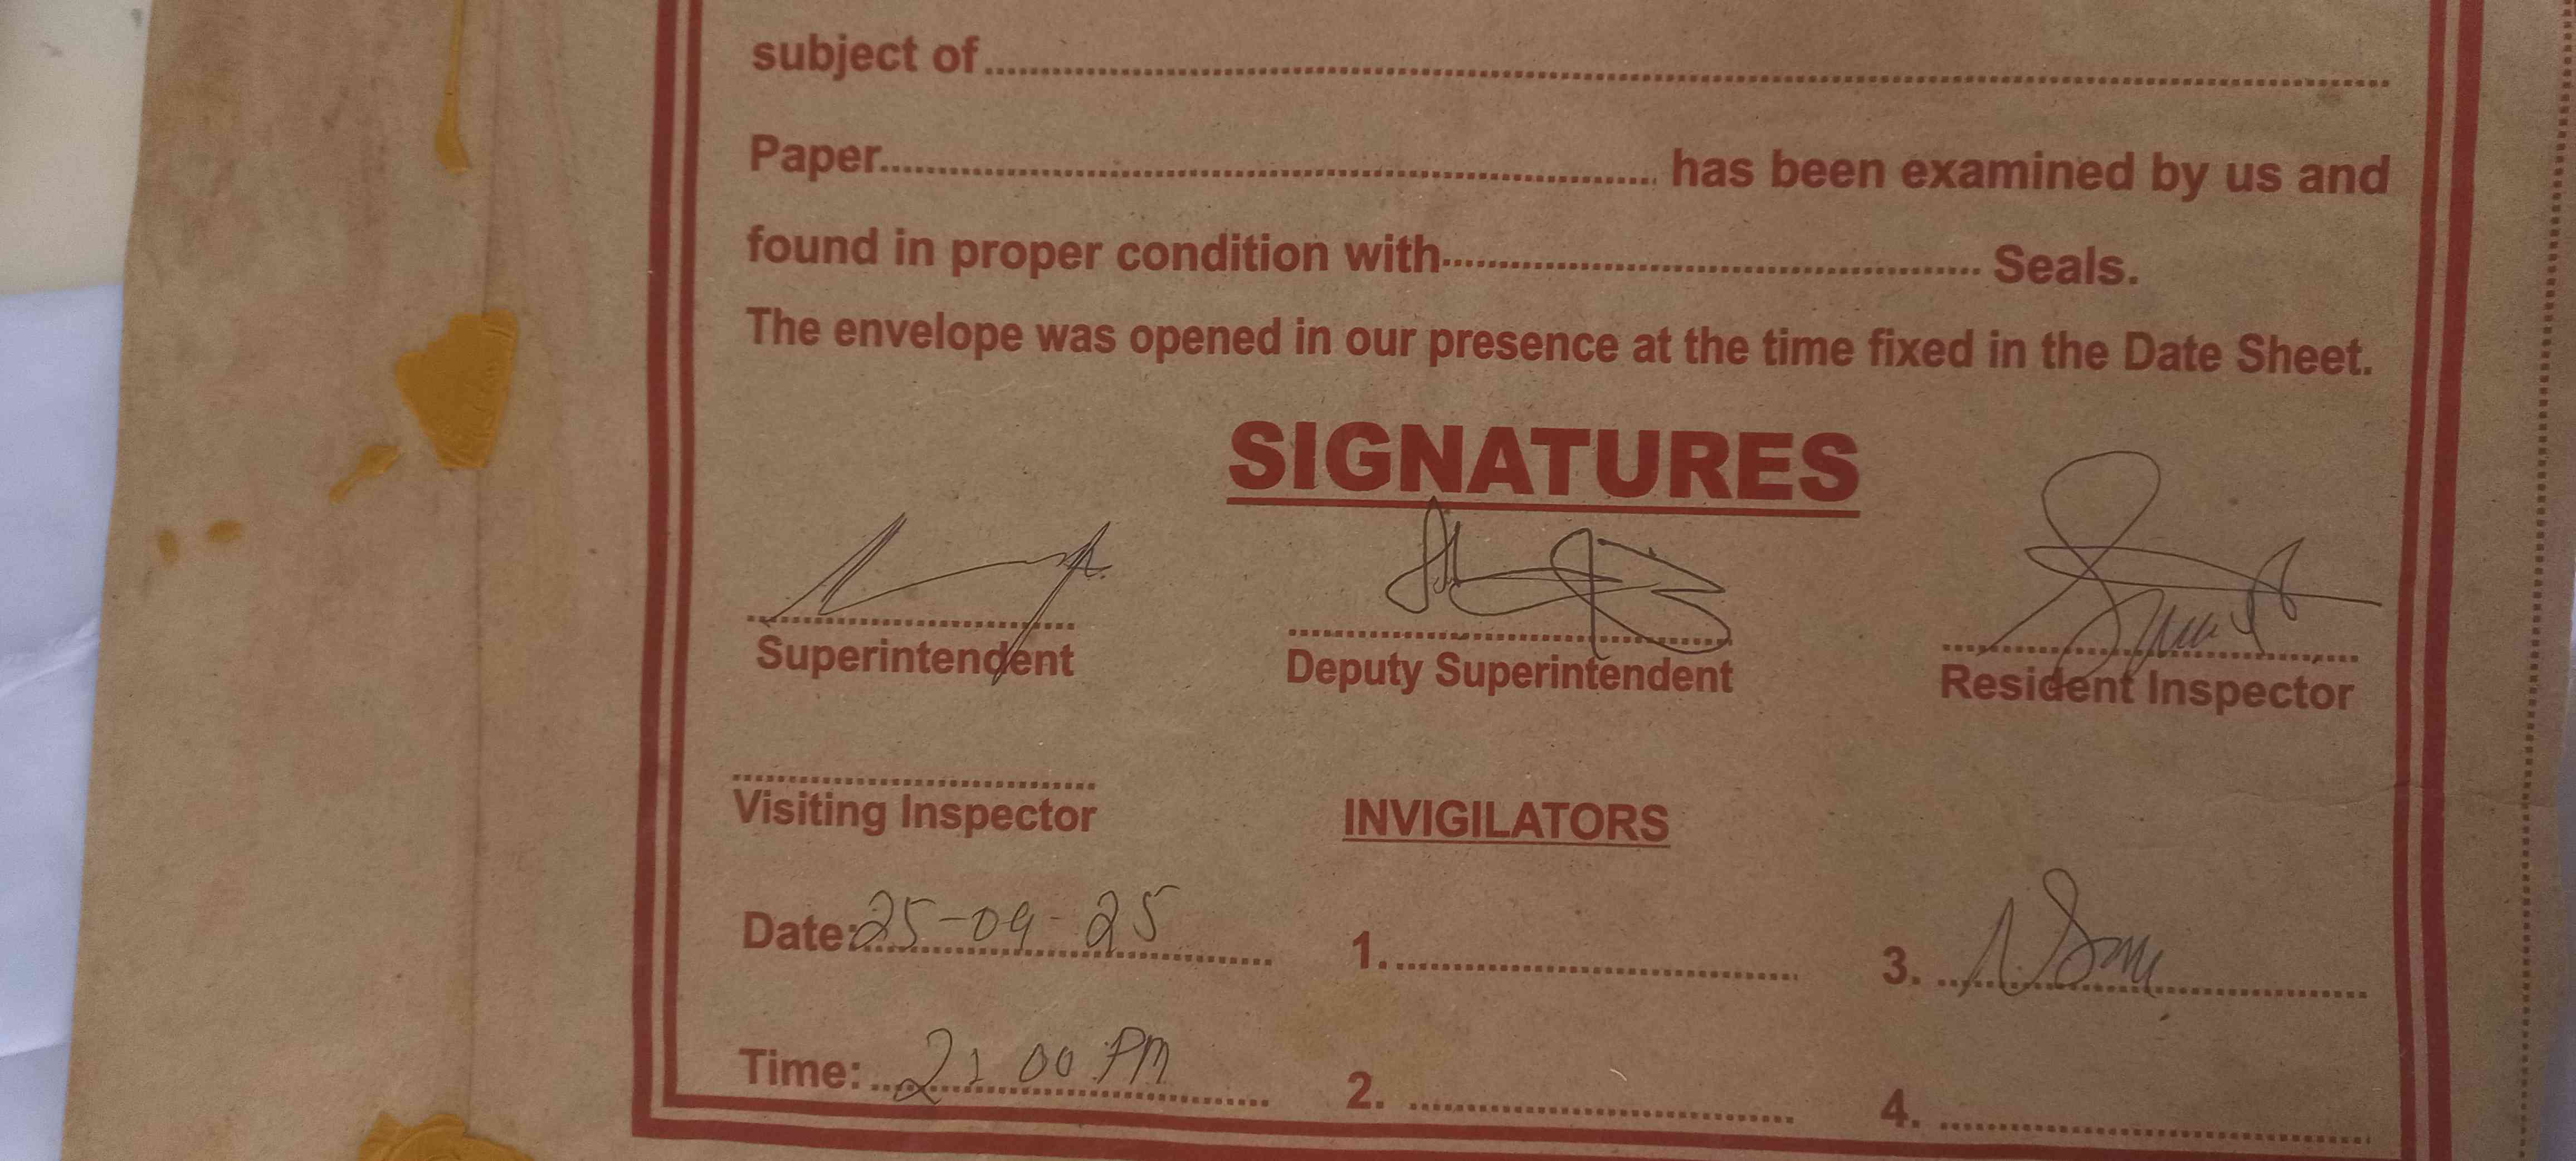 subject of
Paper has been examined by us and
found in proper condition with Seals.
The envelope was opened in our presence at the time fixed in the Date Sheet.
SIGNATURES
Superintendent Deputy Superintendent Resident Inspector
Visiting Inspector INVIGILATORS
Date: 25-09-25 1. 3.
Time: 2:00 PM 2. 4.